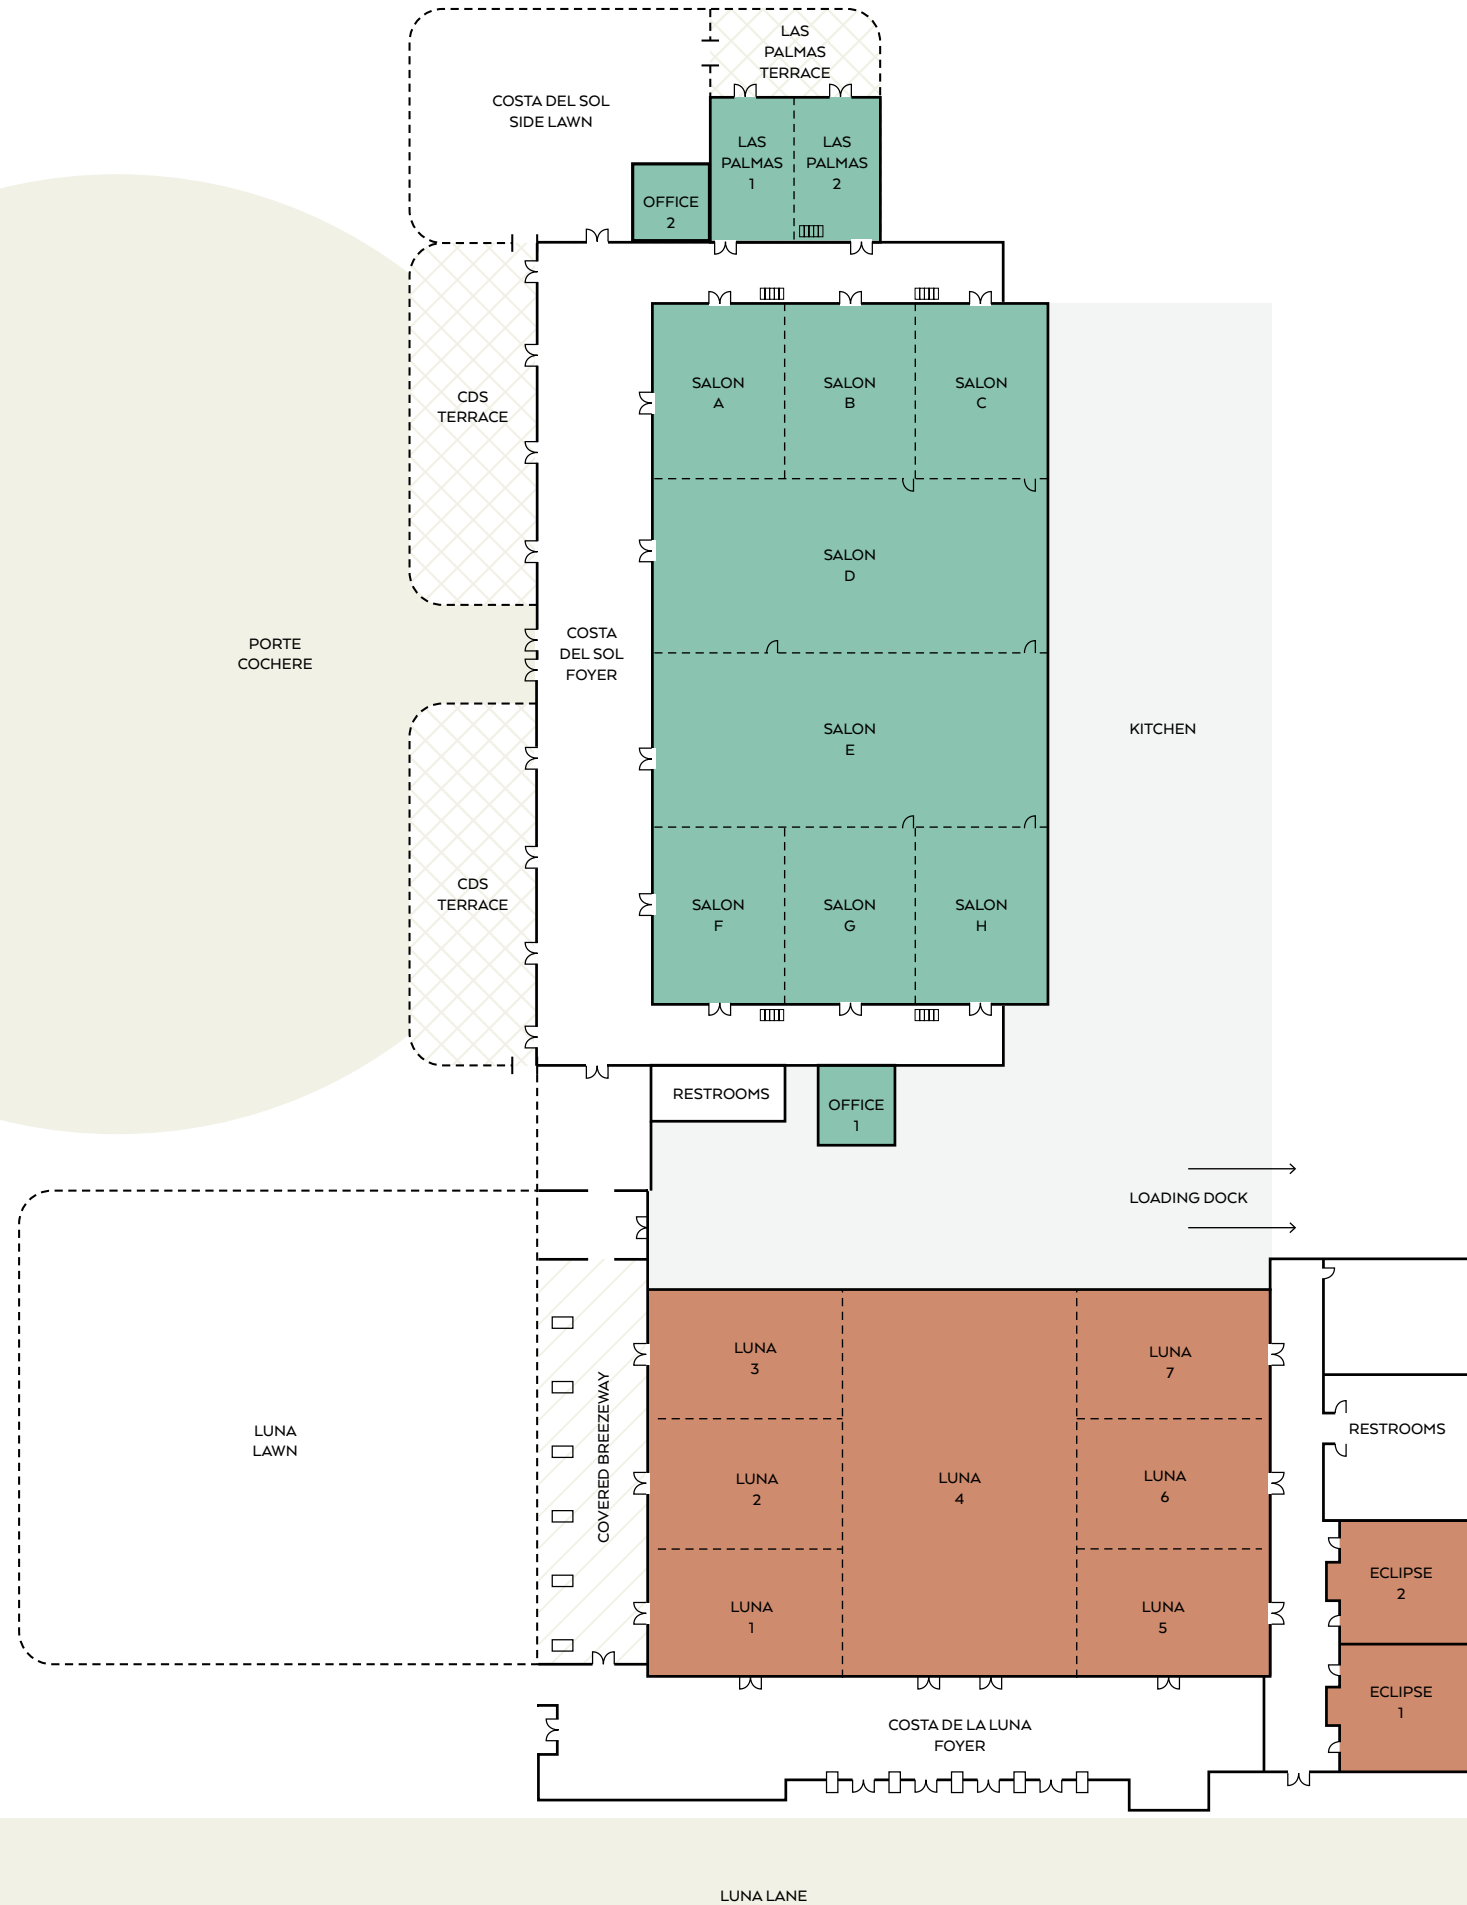 LAS
PALMAS
TERRACE
COSTA DEL SOL
SIDE LAWN
LAS
PALMAS
1
LAS
PALMAS
2
OFFICE
2
SALON
A
SALON
B
SALON
C
CDS
TERRACE
SALON
D
PORTE
COCHERE
COSTA
DEL SOL
FOYER
SALON
E
KITCHEN
CDS
TERRACE
SALON
F
SALON
G
SALON
H
RESTROOMS
OFFICE
1
LOADING DOCK
LUNA
3
LUNA
7
LUNA
LAWN
COVERED BREEZEWAY
LUNA
2
LUNA
4
LUNA
6
RESTROOMS
LUNA
1
LUNA
5
ECLIPSE
2
ECLIPSE
1
COSTA DE LA LUNA
FOYER
LUNA LANE